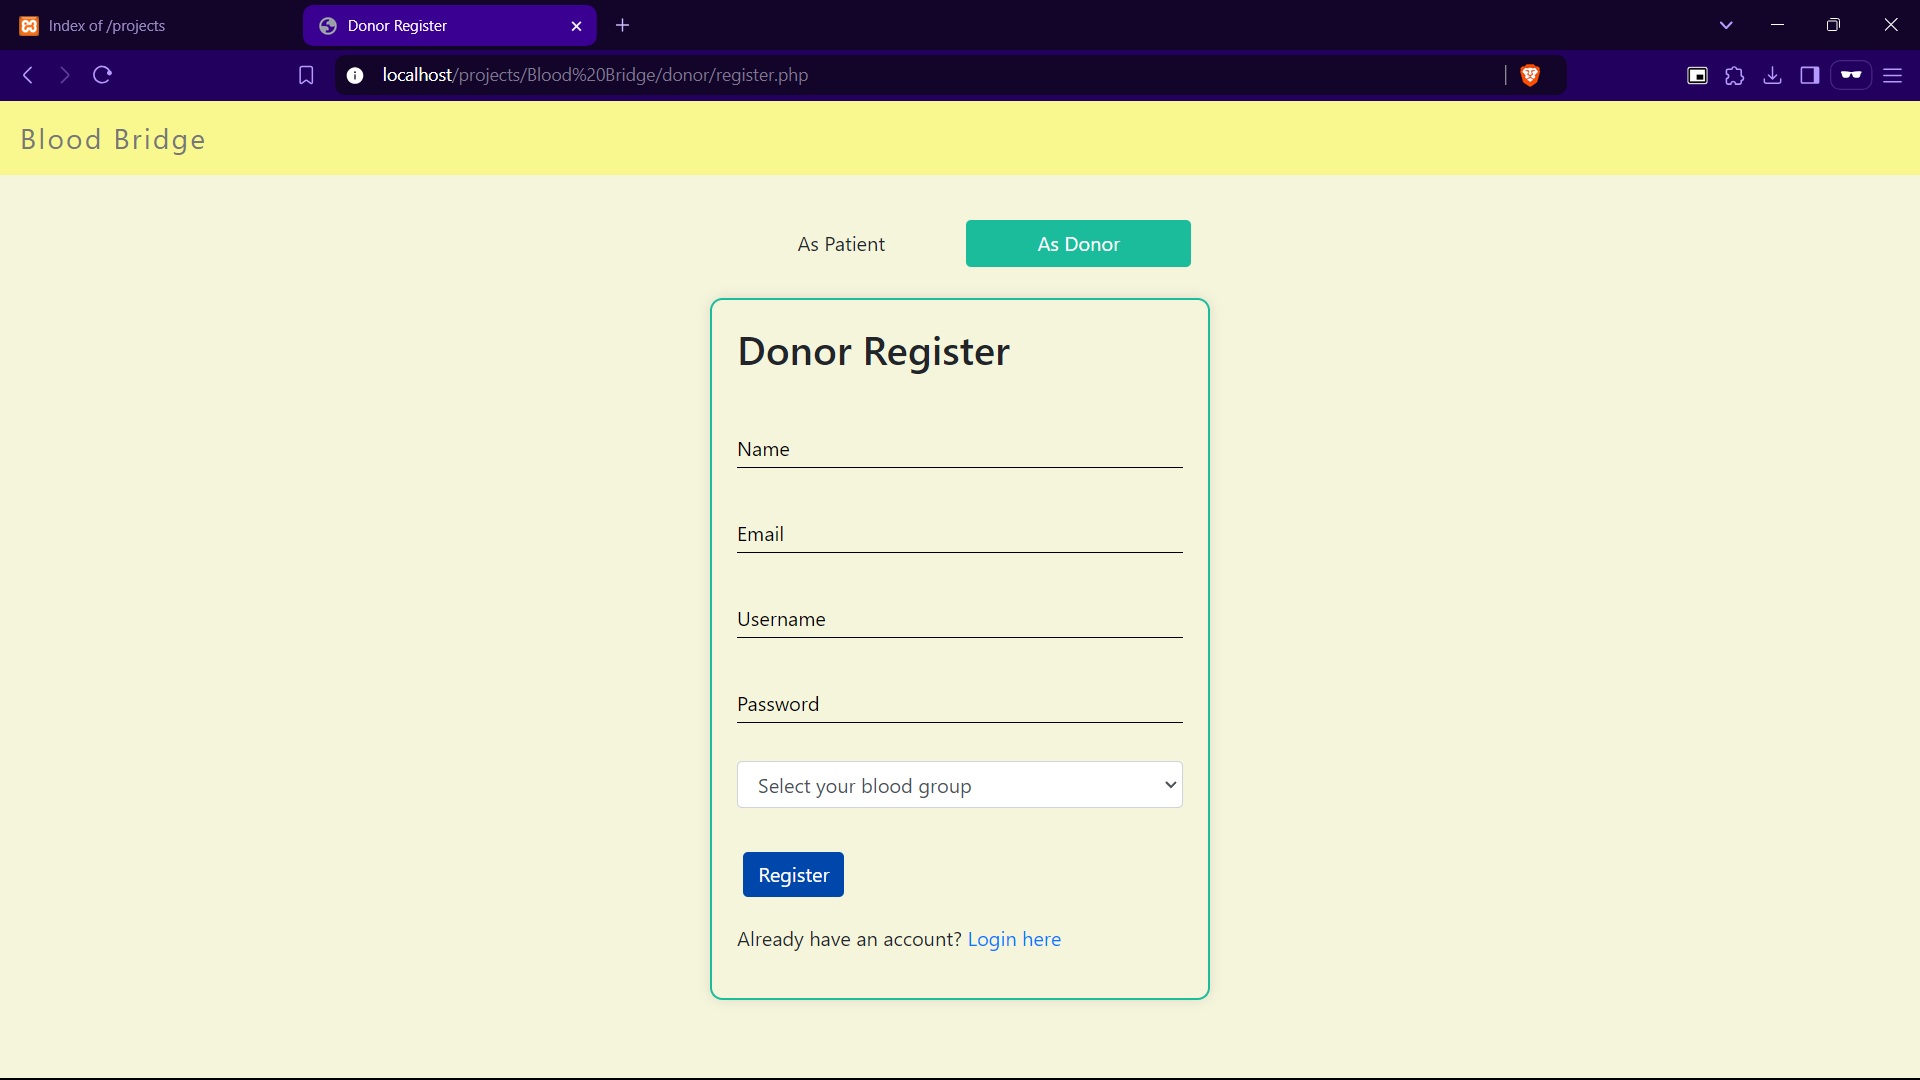 Index of /projects
Donor Register
localhost/projects/Blood%20Bridge/donor/register.php
Blood Bridge
As Patient
As Donor
Donor Register
Name
Email
Username
Password
Select your blood group
Register
Already have an account? Login here